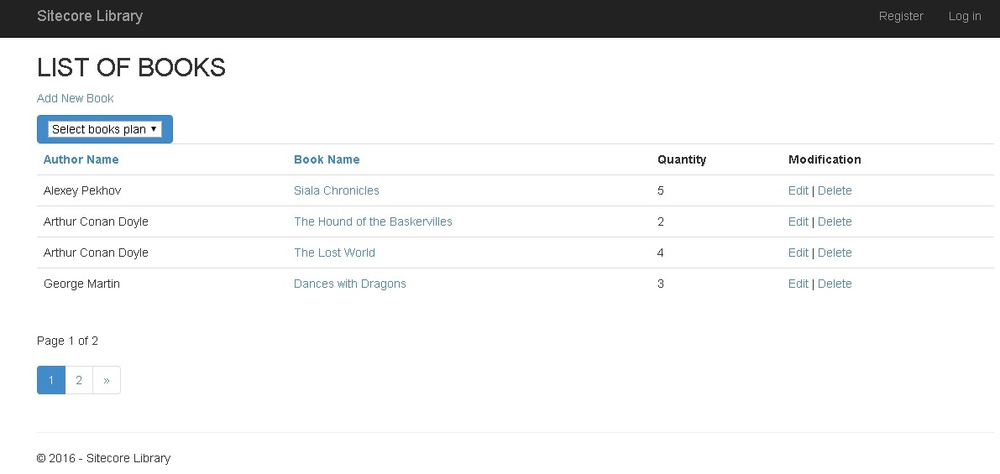 Sitecore Library Register Log in
LIST OF BOOKS
Add New Book
Select books plan ▼
Author Name Book Name Quantity Modification
Alexey Pekhov Siala Chronicles 5 Edit | Delete
Arthur Conan Doyle The Hound of the Baskervilles 2 Edit | Delete
Arthur Conan Doyle The Lost World 4 Edit | Delete
George Martin Dances with Dragons 3 Edit | Delete
Page 1 of 2
1 2 »
© 2016 - Sitecore Library